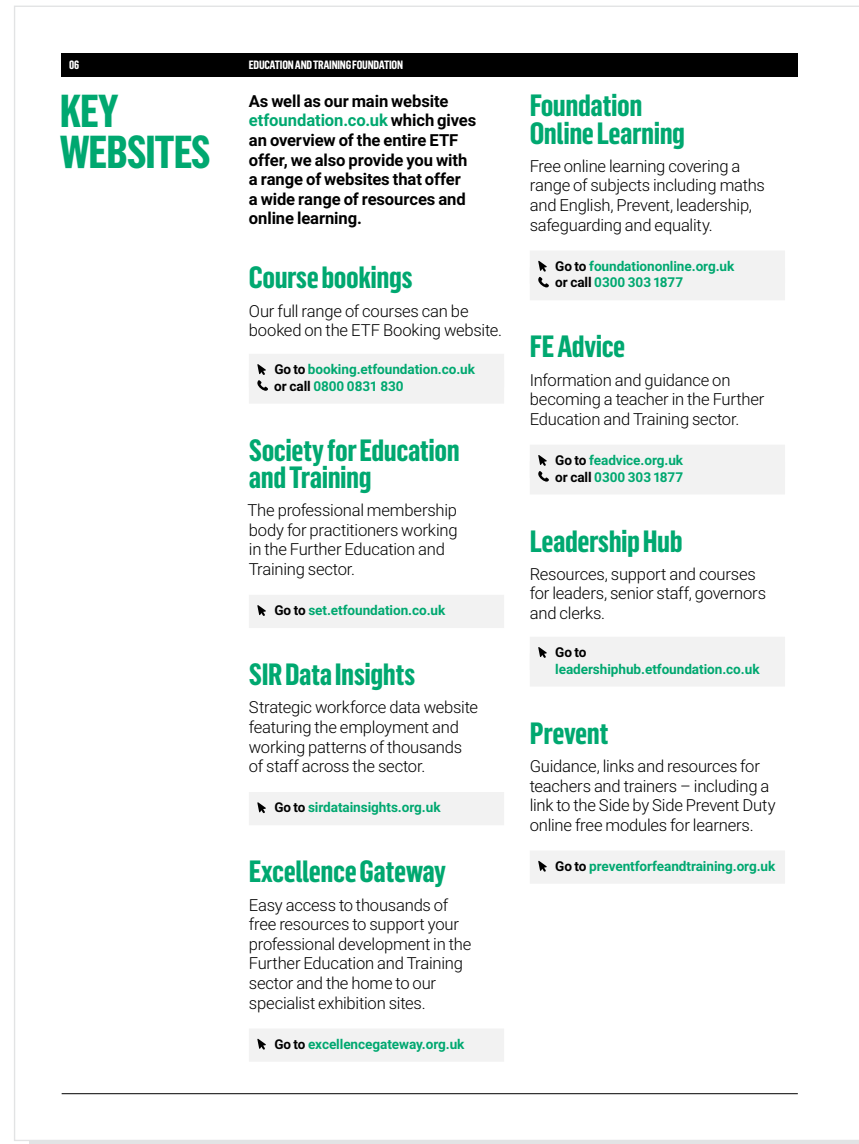 06
EDUCATION AND TRAINING FOUNDATION
KEY
WEBSITES
As well as our main website
etfoundation.co.uk which gives
an overview of the entire ETF
offer, we also provide you with
a range of websites that offer
a wide range of resources and
online learning.
Course bookings
Our full range of courses can be
booked on the ETF Booking website.
Go to booking.etfoundation.co.uk
or call 0800 0831 830
Society for Education
and Training
The professional membership
body for practitioners working
in the Further Education and
Training sector.
Go to set.etfoundation.co.uk
SIR Data Insights
Strategic workforce data website
featuring the employment and
working patterns of thousands
of staff across the sector.
Go to sirdatainsights.org.uk
Excellence Gateway
Easy access to thousands of
free resources to support your
professional development in the
Further Education and Training
sector and the home to our
specialist exhibition sites.
Go to excellencegateway.org.uk
Foundation
Online Learning
Free online learning covering a
range of subjects including maths
and English, Prevent, leadership,
safeguarding and equality.
Go to foundationonline.org.uk
or call 0300 303 1877
FE Advice
Information and guidance on
becoming a teacher in the Further
Education and Training sector.
Go to feadvice.org.uk
or call 0300 303 1877
Leadership Hub
Resources, support and courses
for leaders, senior staff, governors
and clerks.
Go to
leadershiphub.etfoundation.co.uk
Prevent
Guidance, links and resources for
teachers and trainers – including a
link to the Side by Side Prevent Duty
online free modules for learners.
Go to preventforfeandtraining.org.uk